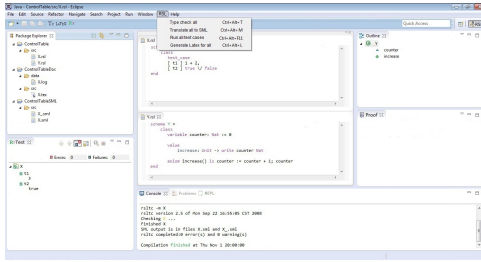 Java - ControlTable/src/X.rsl - Eclipse
File Edit Source Refactor Navigate Search Project Run Window RSL Help
Type check all Ctrl+Alt+T
Translate all to SML Ctrl+Alt+M
Run all test cases
Generate Latex for all Ctrl+Alt+L
Quick Access
Package Explorer
ControlTable
src
X.rsl
Y.rsl
ControlTableDoc
data
X.log
src
X.tex
ControlTableSML
src
X_.sml
X.sml
class
test_case
[ t1 ] 1 + 2,
[ t2 ] true \/ false
end
Y.rsl
scheme Y =
class
variable counter: Nat := 0
value
increase: Unit -> write counter Nat
axiom increase() is counter := counter + 1; counter
end
Outline
Y
counter
increase
Proof
RsTest
Errors: 0 Failures: 0
X
t1
3
t2
true
Console Problems REPL
rsltc -m X
rsltc version 2.5 of Mon Sep 22 16:55:05 CST 2008
Checking X ...
Finished X
SML output is in files X.sml and X_.sml
rsltc completed:0 error(s) and 0 warning(s)
Compilation finished at Thu Nov 1 20:00:00